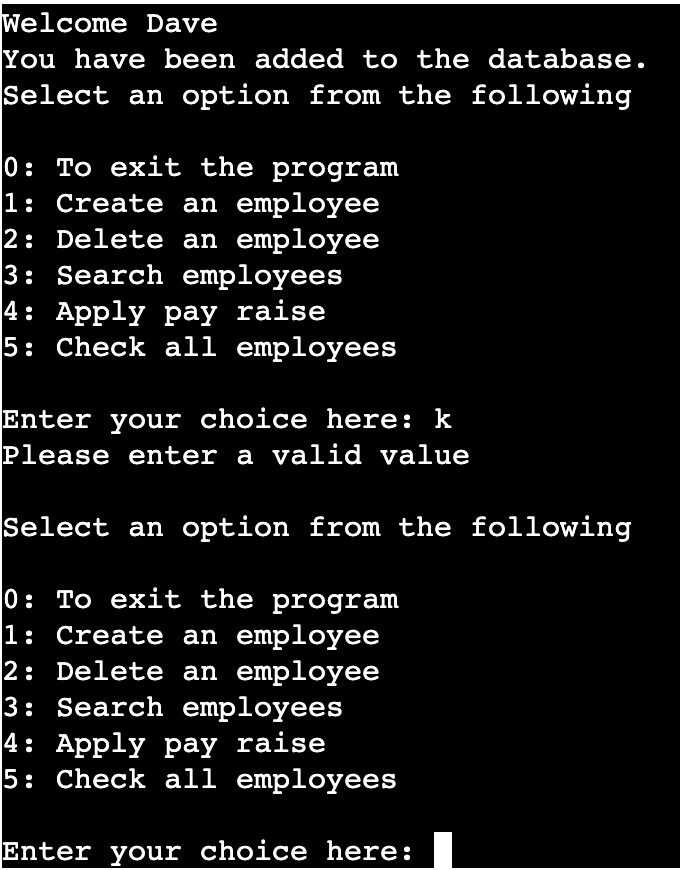 Welcome Dave
You have been added to the database.
Select an option from the following
0: To exit the program
1: Create an employee
2: Delete an employee
3: Search employees
4: Apply pay raise
5: Check all employees
Enter your choice here: k
Please enter a valid value
Select an option from the following
0: To exit the program
1: Create an employee
2: Delete an employee
3: Search employees
4: Apply pay raise
5: Check all employees
Enter your choice here: